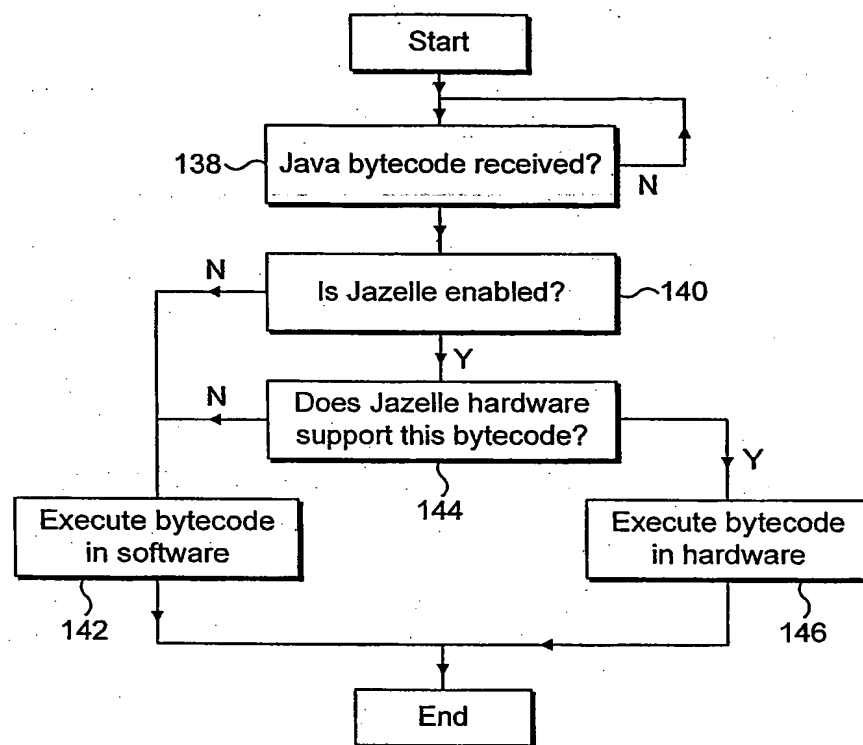 Start
138
Java bytecode received?
N
N
Is Jazelle enabled?
140
Y
N
Does Jazelle hardware
support this bytecode?
Y
144
Execute bytecode
in software
Execute bytecode
in hardware
142
146
End